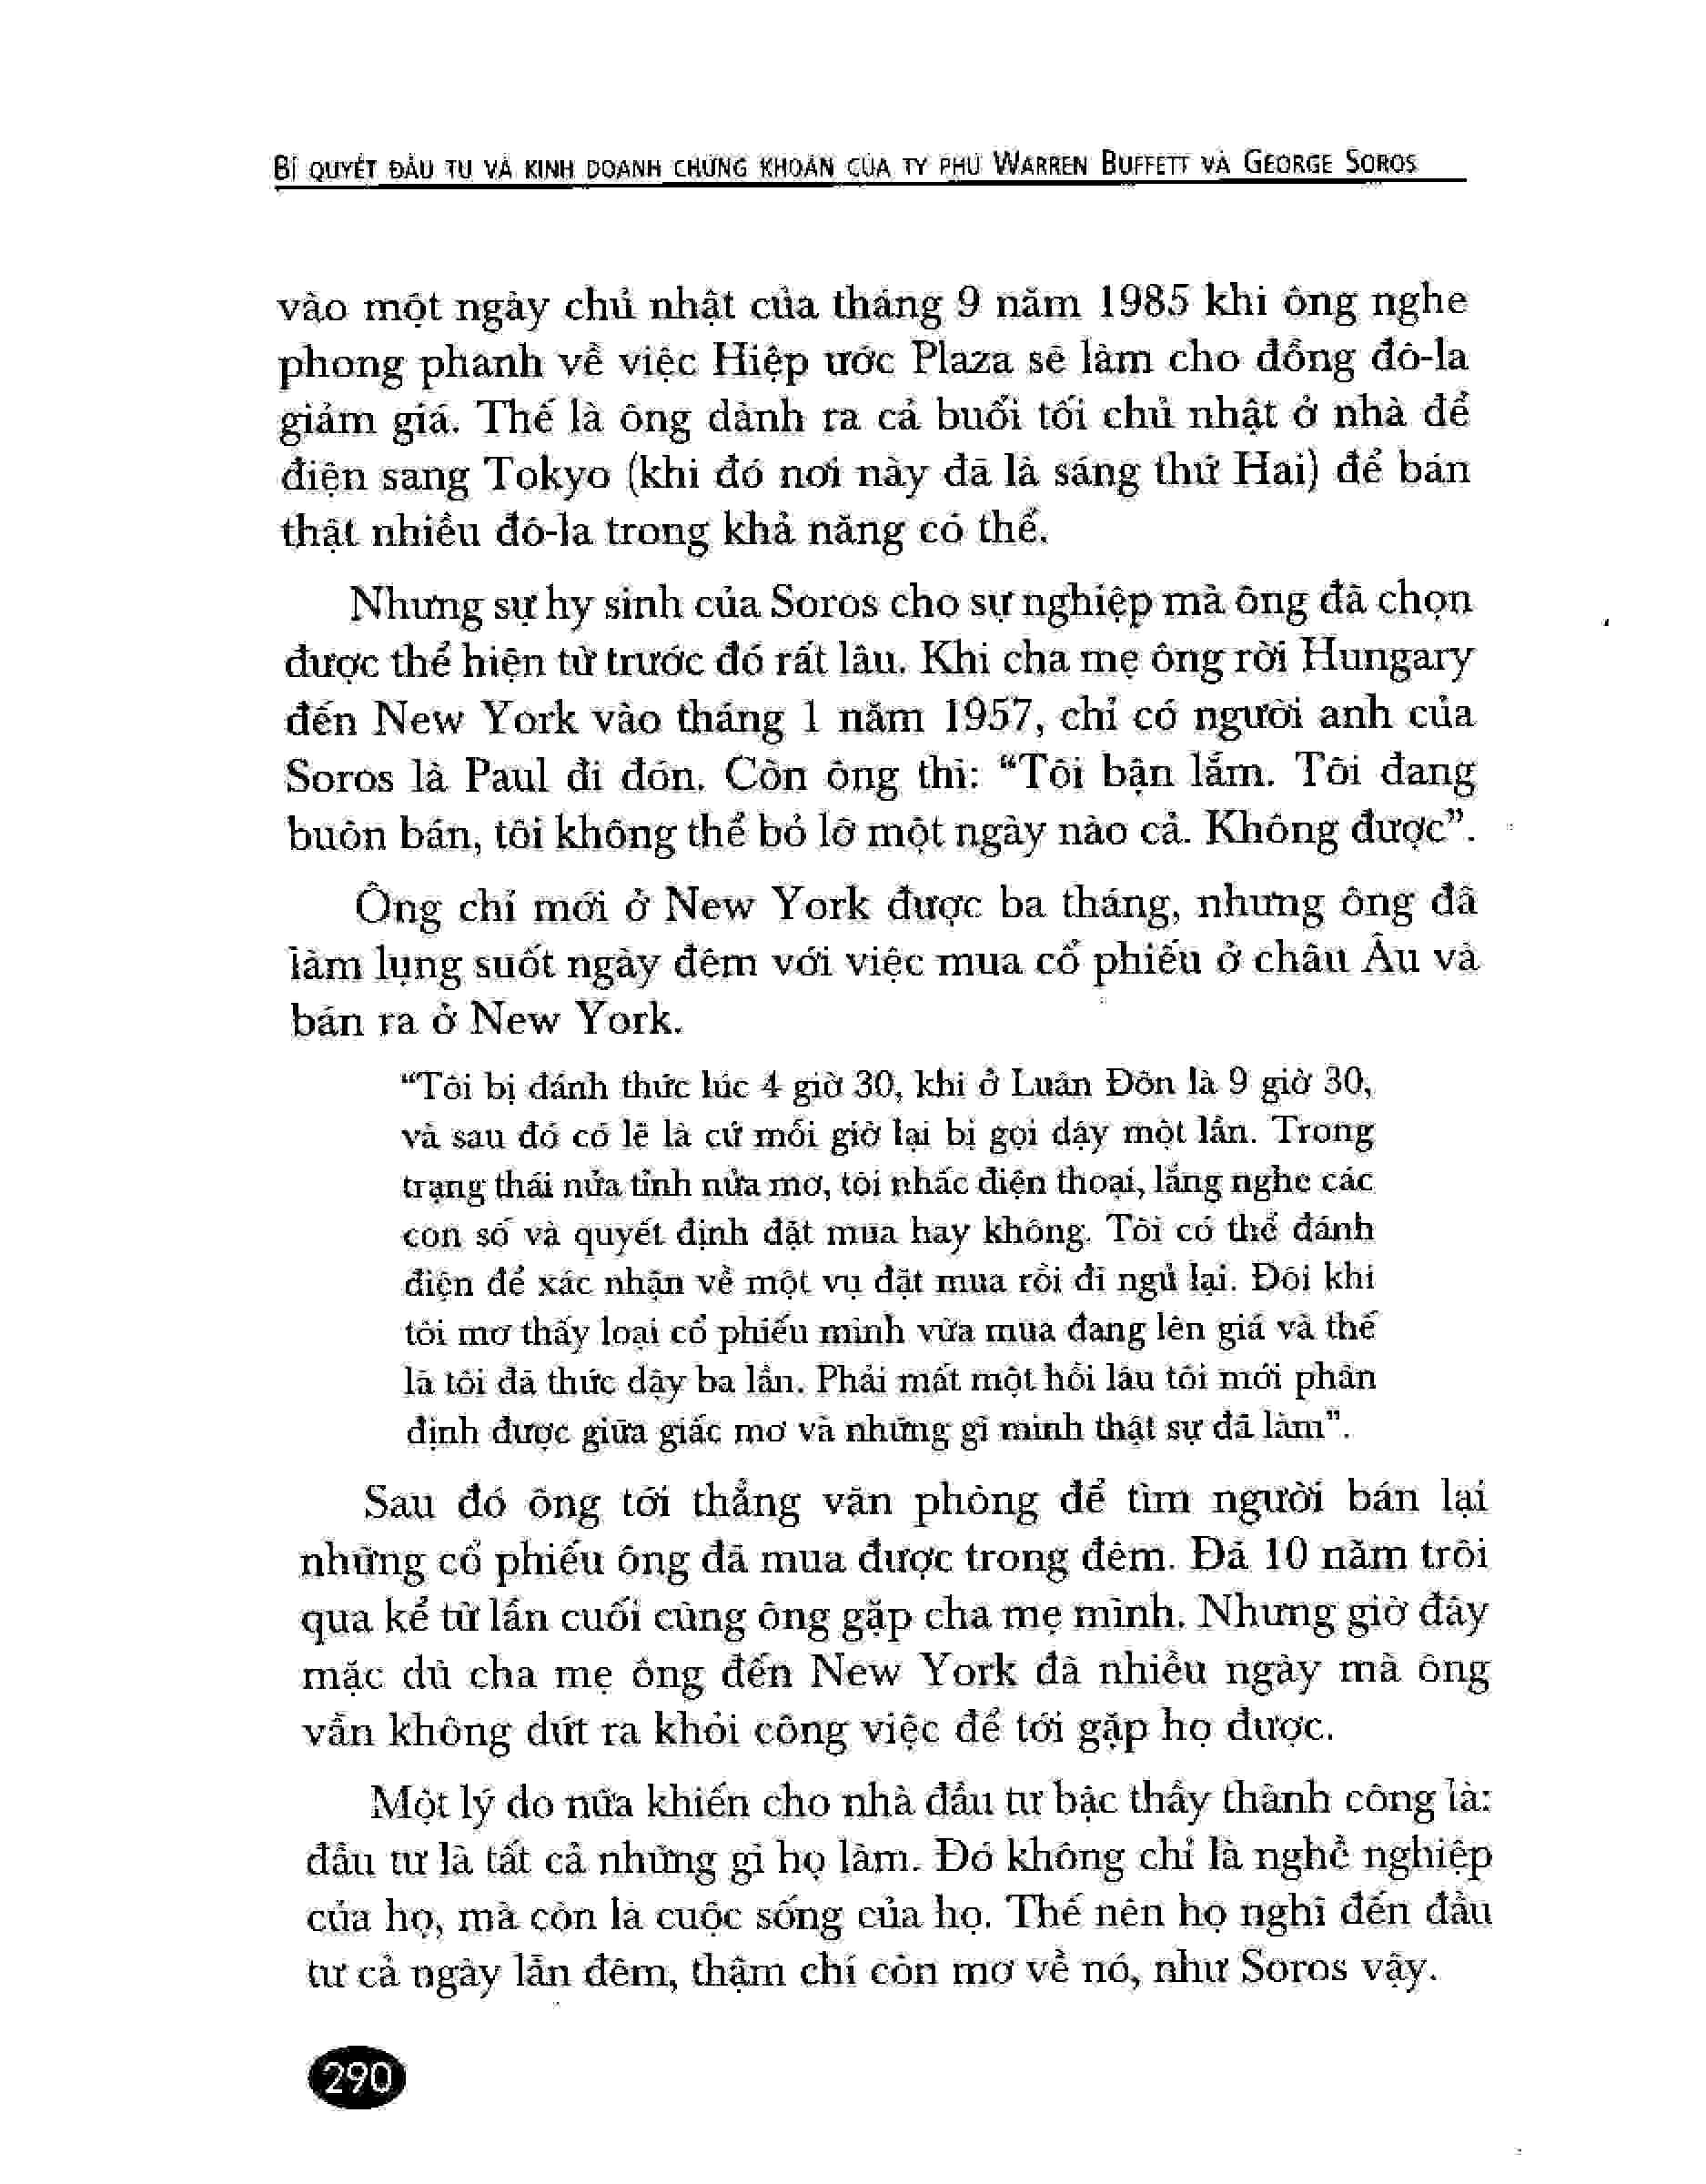 BÍ QUYẾT ĐẦU TƯ VÀ KINH DOANH CHỨNG KHOÁN CỦA TỶ PHÚ WARREN BUFFETT VÀ GEORGE SOROS
vào một ngày chủ nhật của tháng 9 năm 1985 khi ông nghe
phong phanh về việc Hiệp ước Plaza sẽ làm cho đồng đô-la
giảm giá. Thế là ông dành ra cả buổi tối chủ nhật ở nhà để
điện sang Tokyo (khi đó nơi này đã là sáng thứ Hai) để bán
thật nhiều đô-la trong khả năng có thể.
Nhưng sự hy sinh của Soros cho sự nghiệp mà ông đã chọn
được thể hiện từ trước đó rất lâu. Khi cha mẹ ông rời Hungary
đến New York vào tháng 1 năm 1957, chỉ có người anh của
Soros là Paul đi đón. Còn ông thì: “Tôi bận lắm. Tôi đang
buôn bán, tôi không thể bỏ lỡ một ngày nào cả. Không được”.
Ông chỉ mới ở New York được ba tháng, nhưng ông đã
làm lụng suốt ngày đêm với việc mua cổ phiếu ở châu Âu và
bán ra ở New York.
“Tôi bị đánh thức lúc 4 giờ 30, khi ở Luân Đôn là 9 giờ 30,
và sau đó có lẽ là cứ mỗi giờ lại bị gọi dậy một lần. Trong
trạng thái nửa tỉnh nửa mơ, tôi nhấc điện thoại, lắng nghe các
con số và quyết định đặt mua hay không. Tôi có thể đánh
điện để xác nhận về một vụ đặt mua rồi đi ngủ lại. Đôi khi
tôi mơ thấy loại cổ phiếu mình vừa mua đang lên giá và thế
là tôi đã thức dậy ba lần. Phải mất một hồi lâu tôi mới phân
định được giữa giấc mơ và những gì mình thật sự đã làm”.
Sau đó ông tới thẳng văn phòng để tìm người bán lại
những cổ phiếu ông đã mua được trong đêm. Đã 10 năm trôi
qua kể từ lần cuối cùng ông gặp cha mẹ mình. Nhưng giờ đây
mặc dù cha mẹ ông đến New York đã nhiều ngày mà ông
vẫn không dứt ra khỏi công việc để tới gặp họ được.
Một lý do nữa khiến cho nhà đầu tư bậc thầy thành công là:
đầu tư là tất cả những gì họ làm. Đó không chỉ là nghề nghiệp
của họ, mà còn là cuộc sống của họ. Thế nên họ nghĩ đến đầu
tư cả ngày lẫn đêm, thậm chí còn mơ về nó, như Soros vậy.
290